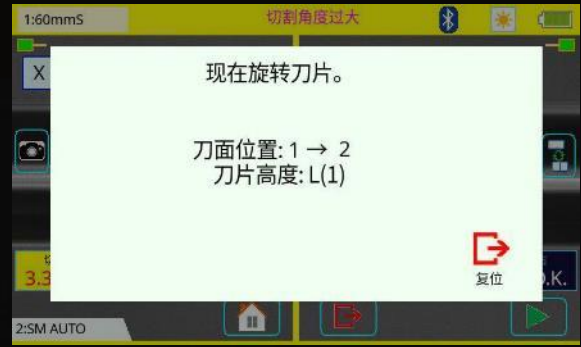 1:60mmS
切割角度过大
X
现在旋转刀片。
刀面位置: 1 → 2
刀片高度: L(1)
复位
3.3
.K.
2:SM AUTO